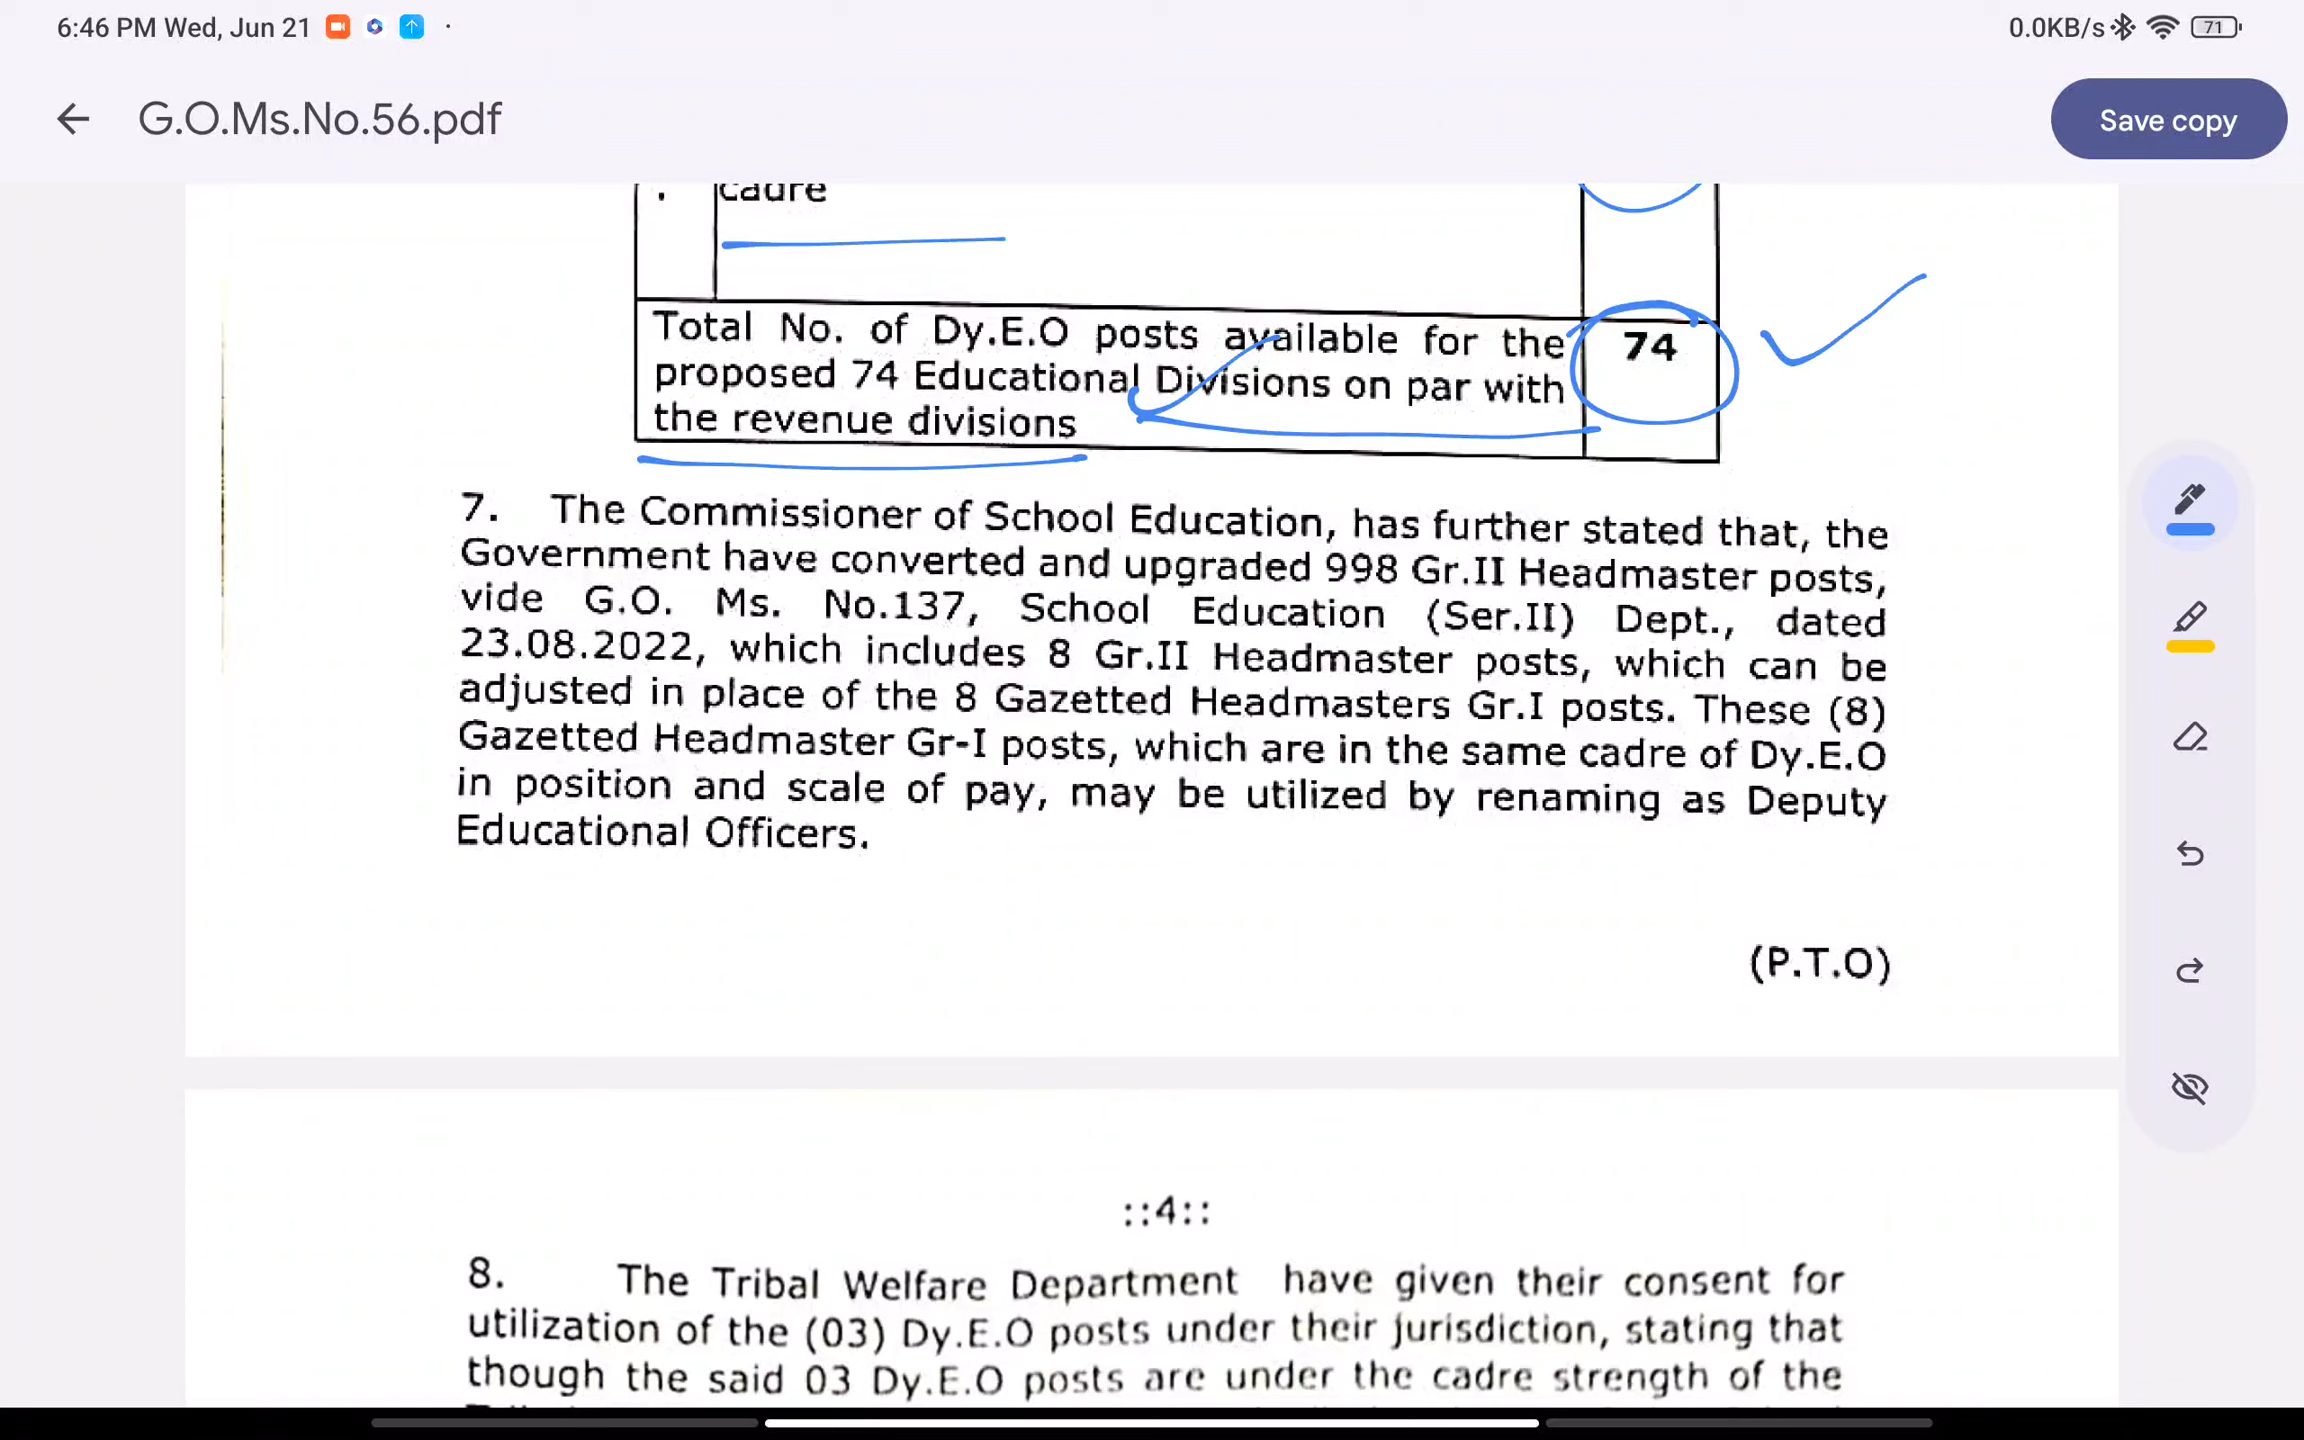 6:46 PM Wed, Jun 21
0.0KB/s
71
G.O.Ms.No.56.pdf
Save copy
. cadre
Total No. of Dy.E.O posts available for the 74
proposed 74 Educational Divisions on par with
the revenue divisions
7. The Commissioner of School Education, has further stated that, the
Government have converted and upgraded 998 Gr.II Headmaster posts,
vide G.O. Ms. No.137, School Education (Ser.II) Dept., dated
23.08.2022, which includes 8 Gr.II Headmaster posts, which can be
adjusted in place of the 8 Gazetted Headmasters Gr.I posts. These (8)
Gazetted Headmaster Gr-I posts, which are in the same cadre of Dy.E.O
in position and scale of pay, may be utilized by renaming as Deputy
Educational Officers.
(P.T.O)
::4::
8. The Tribal Welfare Department have given their consent for
utilization of the (03) Dy.E.O posts under their jurisdiction, stating that
though the said 03 Dy.E.O posts are under the cadre strength of the